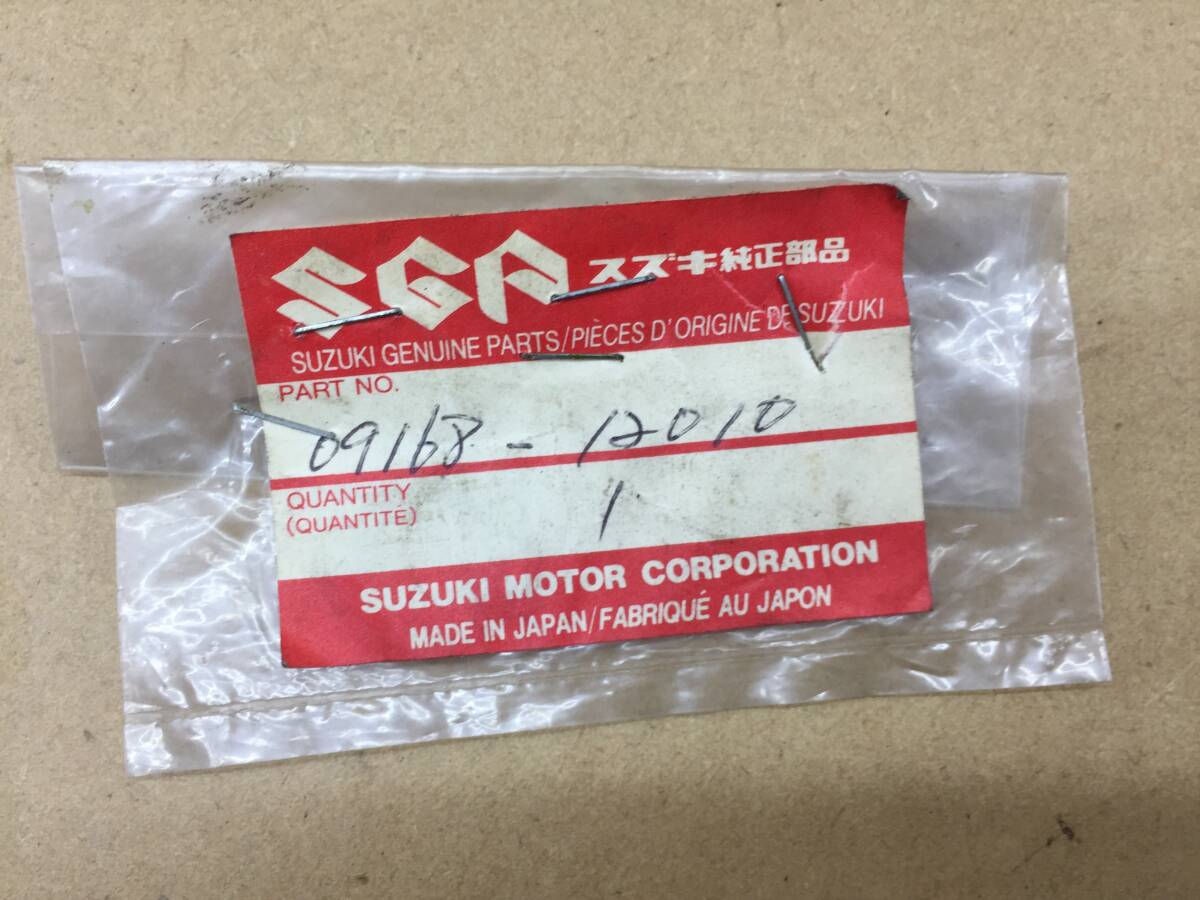 SGP スズキ純正部品
SUZUKI GENUINE PARTS/PIÈCES D'ORIGINE DE SUZUKI
PART NO.
09168-12010
QUANTITY 1
(QUANTITÉ)
SUZUKI MOTOR CORPORATION
MADE IN JAPAN/FABRIQUÉ AU JAPON